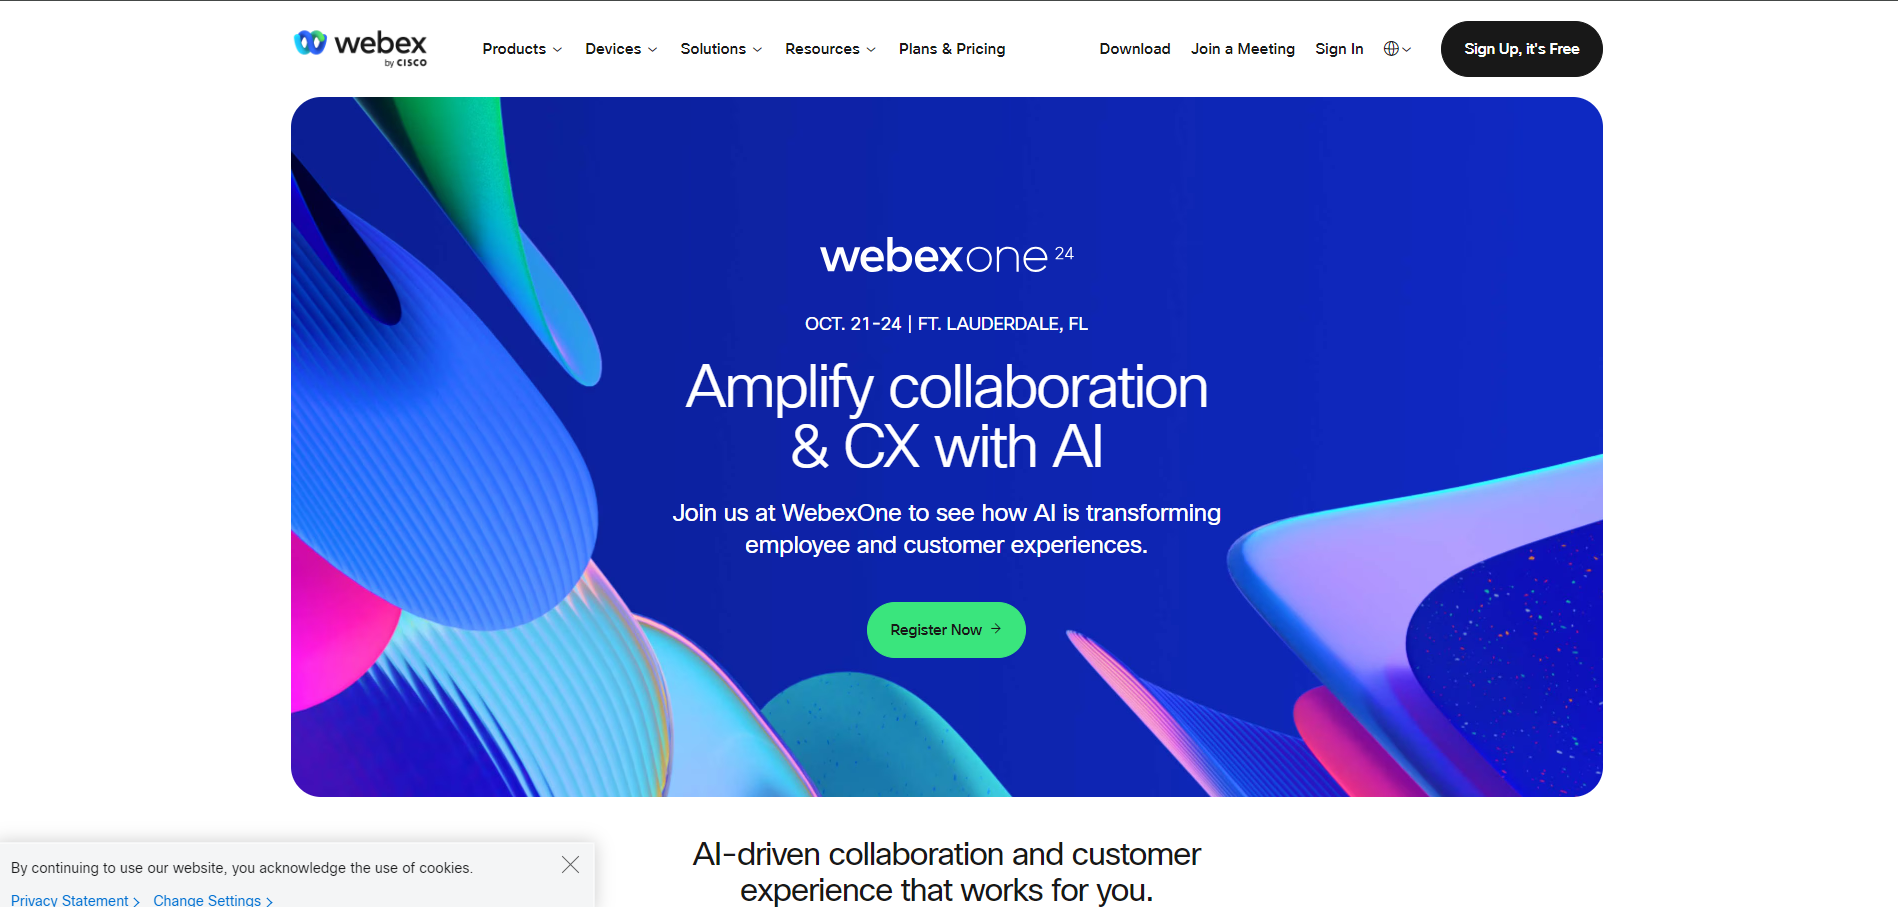 webex
by CISCO
Products
Devices
Solutions
Resources
Plans & Pricing
Download
Join a Meeting
Sign In
Sign Up, it's Free
webexone 24
OCT. 21-24 | FT. LAUDERDALE, FL
Amplify collaboration
& CX with AI
Join us at WebexOne to see how AI is transforming
employee and customer experiences.
Register Now
AI-driven collaboration and customer
experience that works for you.
By continuing to use our website, you acknowledge the use of cookies.
Privacy Statement
Change Settings